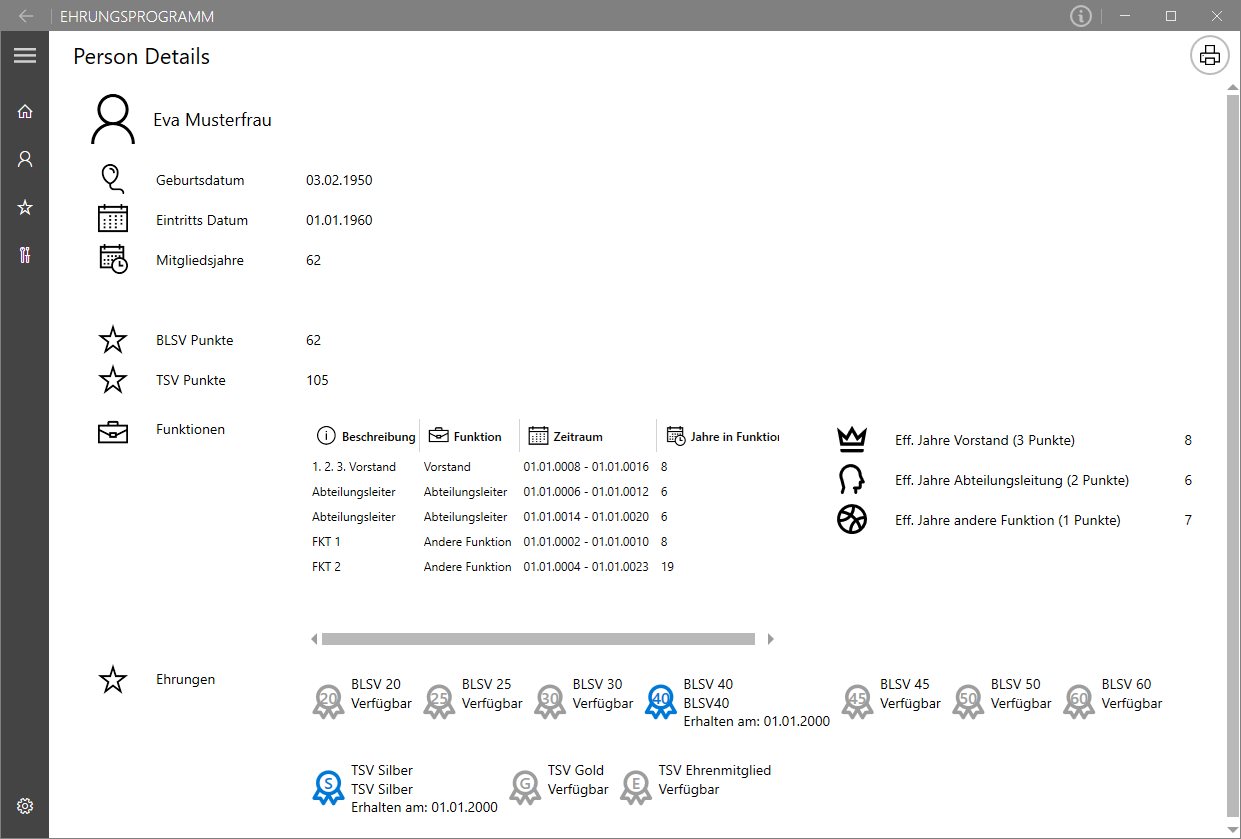 EHRUNGSPROGRAMM
Person Details
Eva Musterfrau
Geburtsdatum 03.02.1950
Eintritts Datum 01.01.1960
Mitgliedsjahre 62
BLSV Punkte 62
TSV Punkte 105
Funktionen
Beschreibung Funktion Zeitraum Jahre in Funktion
1. 2. 3. Vorstand Vorstand 01.01.0008 - 01.01.0016 8
Abteilungsleiter Abteilungsleiter 01.01.0006 - 01.01.0012 6
Abteilungsleiter Abteilungsleiter 01.01.0014 - 01.01.0020 6
FKT 1 Andere Funktion 01.01.0002 - 01.01.0010 8
FKT 2 Andere Funktion 01.01.0004 - 01.01.0023 19
Eff. Jahre Vorstand (3 Punkte) 8
Eff. Jahre Abteilungsleitung (2 Punkte) 6
Eff. Jahre andere Funktion (1 Punkte) 7
Ehrungen
20 BLSV 20
Verfügbar
25 BLSV 25
Verfügbar
30 BLSV 30
Verfügbar
40 BLSV 40
BLSV40
Erhalten am: 01.01.2000
45 BLSV 45
Verfügbar
50 BLSV 50
Verfügbar
60 BLSV 60
Verfügbar
S TSV Silber
TSV Silber
Erhalten am: 01.01.2000
G TSV Gold
Verfügbar
E TSV Ehrenmitglied
Verfügbar